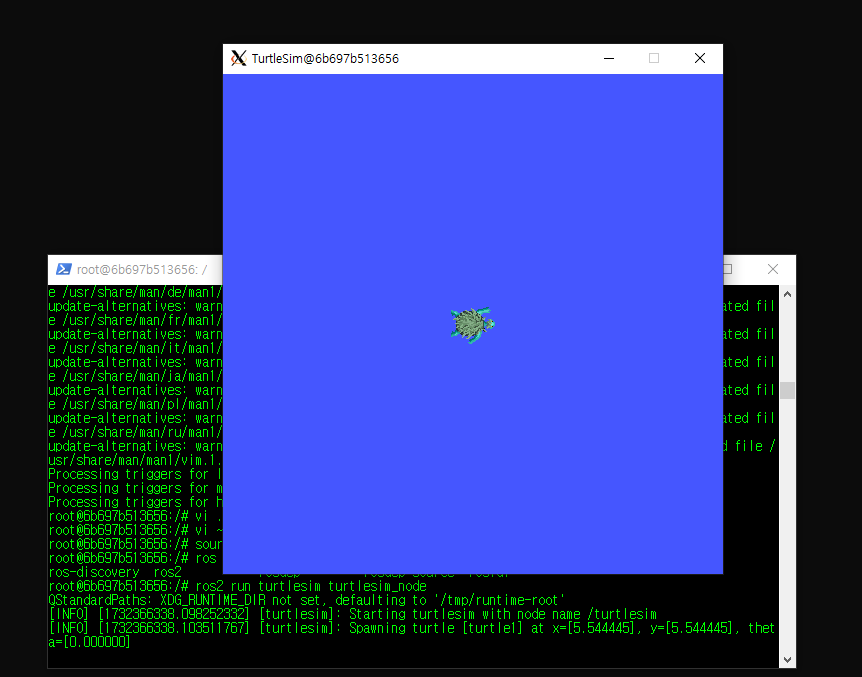 TurtleSim@6b697b513656
root@6b697b513656: /
e /usr/share/man/de/man1/
update-alternatives: warn ated fil
e /usr/share/man/fr/man1/
update-alternatives: warn ated fil
e /usr/share/man/it/man1/
update-alternatives: warn ated fil
e /usr/share/man/ja/man1/
update-alternatives: warn ated fil
e /usr/share/man/pl/man1/
update-alternatives: warn ated fil
e /usr/share/man/ru/man1/
update-alternatives: warn d file /
usr/share/man/man1/vim.1.
Processing triggers for l
Processing triggers for m
Processing triggers for h
root@6b697b513656:/# vi .
root@6b697b513656:/# vi ~
root@6b697b513656:/# sour
root@6b697b513656:/# ros
ros-discovery ros2
root@6b697b513656:/# ros2 run turtlesim turtlesim_node
QStandardPaths: XDG_RUNTIME_DIR not set, defaulting to '/tmp/runtime-root'
[INFO] [1732366338.098252332] [turtlesim]: Starting turtlesim with node name /turtlesim
[INFO] [1732366338.103511767] [turtlesim]: Spawning turtle [turtle1] at x=[5.544445], y=[5.544445], thet
a=[0.000000]